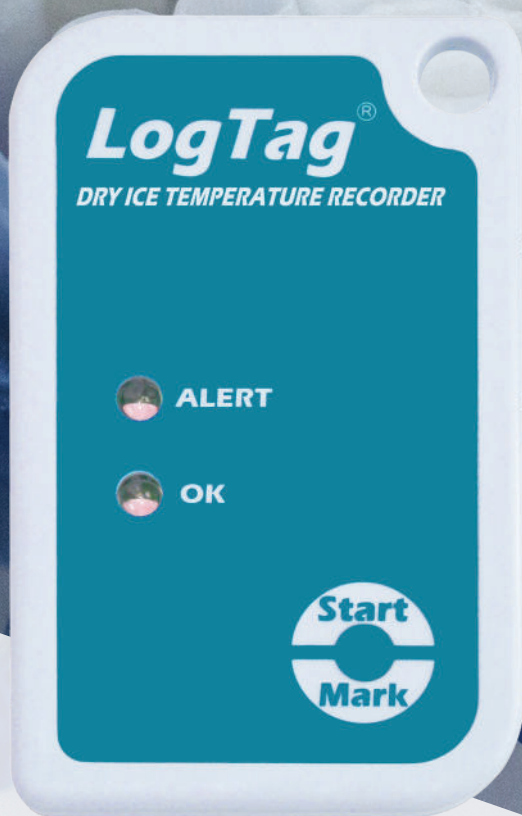 LogTag®
DRY ICE TEMPERATURE RECORDER
ALERT
OK
Start
Mark